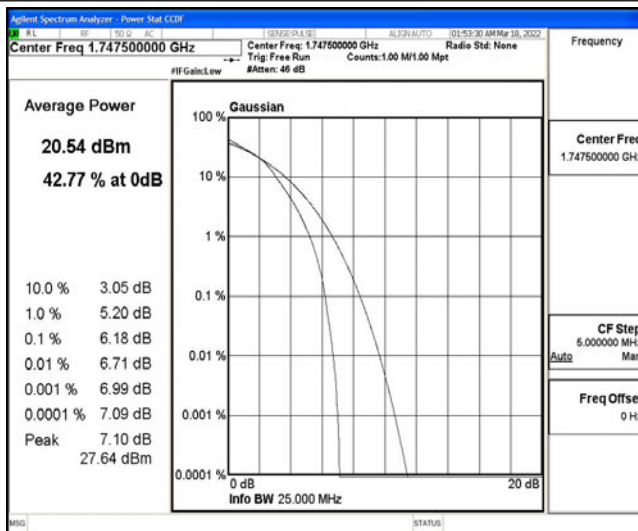 Agilent Spectrum Analyzer - Power Stat CCDF
RL RF 50 Ω AC SENSE:PULSE ALIGN AUTO 01:53:30 AM Mar 18, 2022
Center Freq 1.747500000 GHz
Center Freq: 1.747500000 GHz Radio Std: None
Trig: Free Run Counts:1.00 M/1.00 Mpt
#IFGain:Low #Atten: 46 dB
Frequency
Average Power
20.54 dBm
42.77 % at 0dB
10.0 % 3.05 dB
1.0 % 5.20 dB
0.1 % 6.18 dB
0.01 % 6.71 dB
0.001 % 6.99 dB
0.0001 % 7.09 dB
Peak 7.10 dB
27.64 dBm
Gaussian
100 %
10 %
1 %
0.1 %
0.01 %
0.001 %
0.0001 %
0 dB 20 dB
Info BW 25.000 MHz
Center Freq
1.747500000 GHz
CF Step
5.000000 MHz
Auto Man
Freq Offse
0 Hz
MSG STATUS